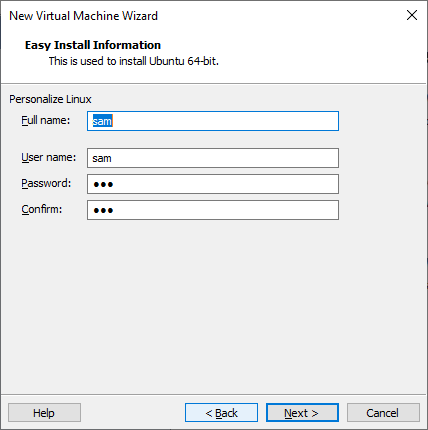 New Virtual Machine Wizard
Easy Install Information
This is used to install Ubuntu 64-bit.
Personalize Linux
Full name: sam
User name: sam
Password: ●●●
Confirm: ●●●
Help < Back Next > Cancel